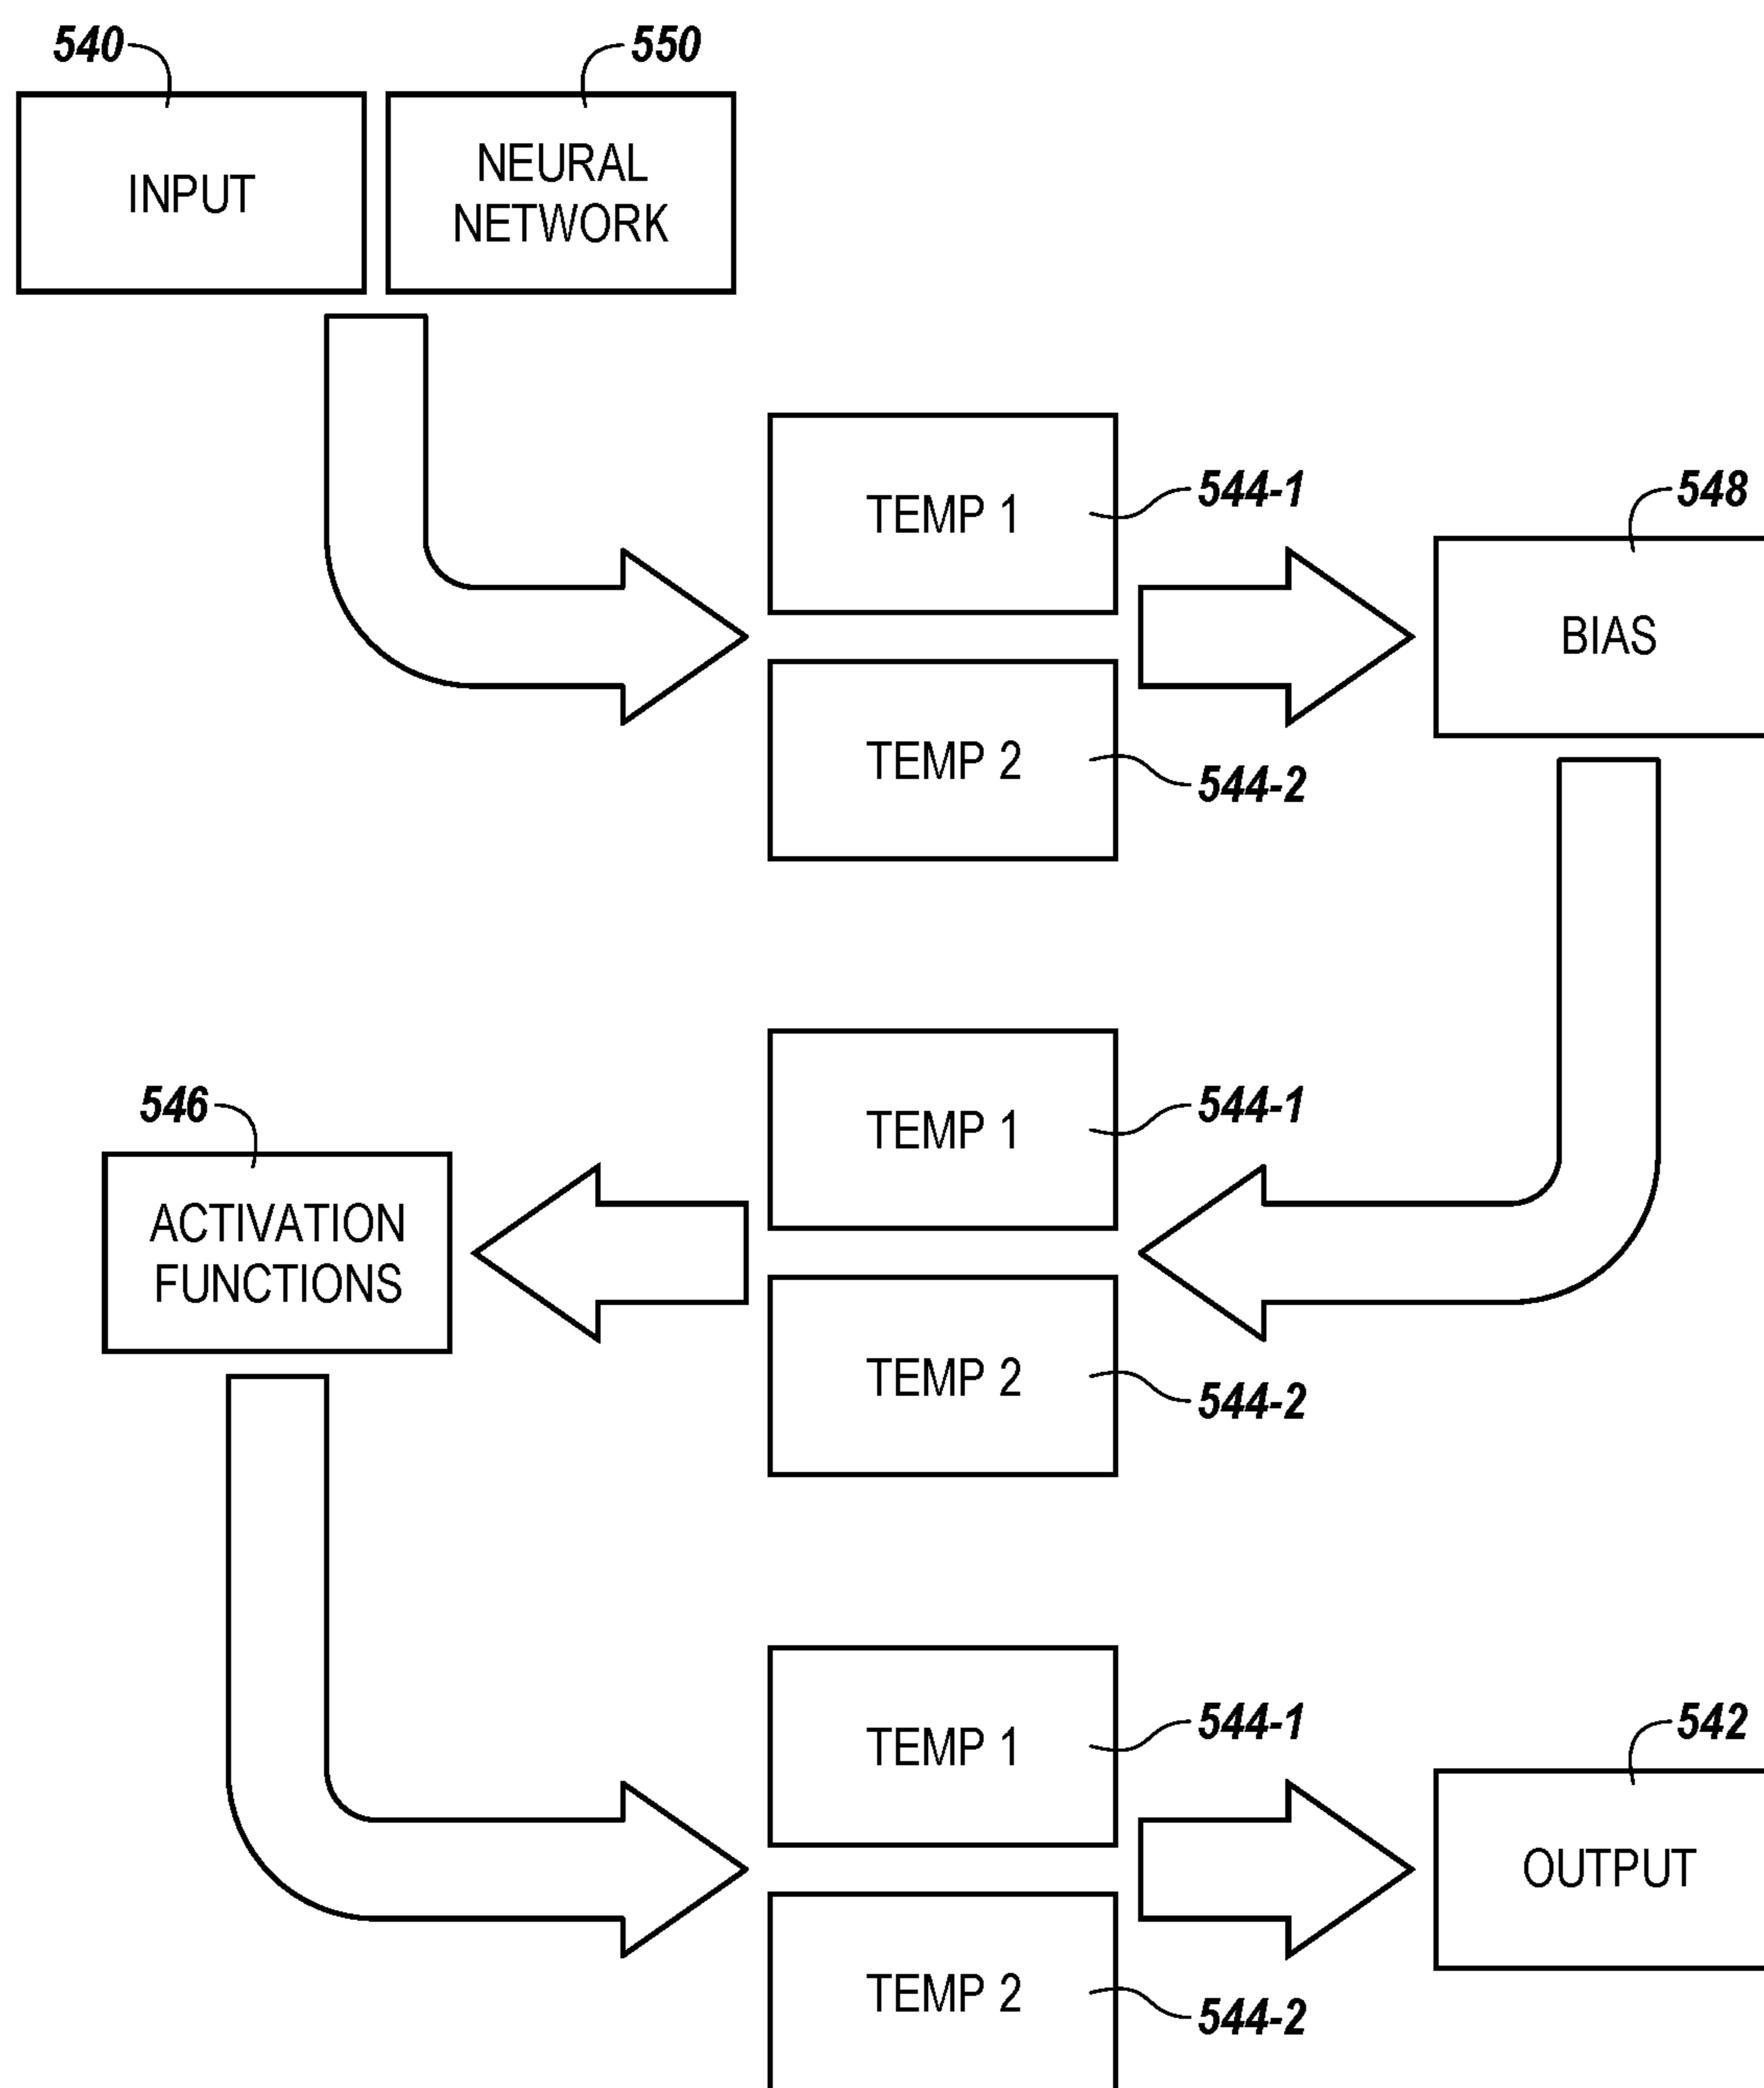 540
550
INPUT
NEURAL
NETWORK
TEMP 1
544-1
548
BIAS
TEMP 2
544-2
TEMP 1
544-1
546
ACTIVATION
FUNCTIONS
TEMP 2
544-2
TEMP 1
544-1
542
OUTPUT
TEMP 2
544-2